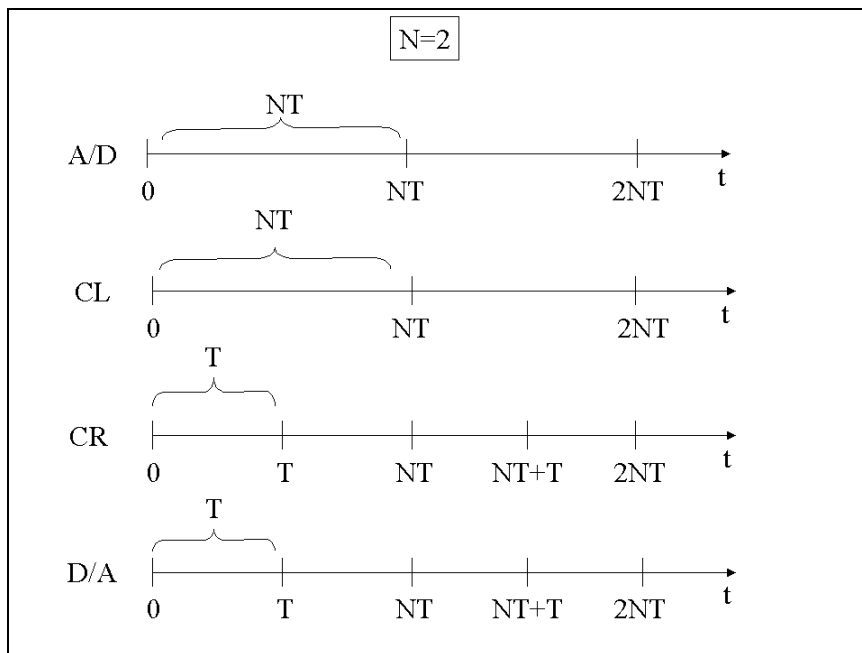 N=2
NT
A/D
0 NT 2NT t
NT
CL
0 NT 2NT t
T
CR
0 T NT NT+T 2NT t
T
D/A
0 T NT NT+T 2NT t